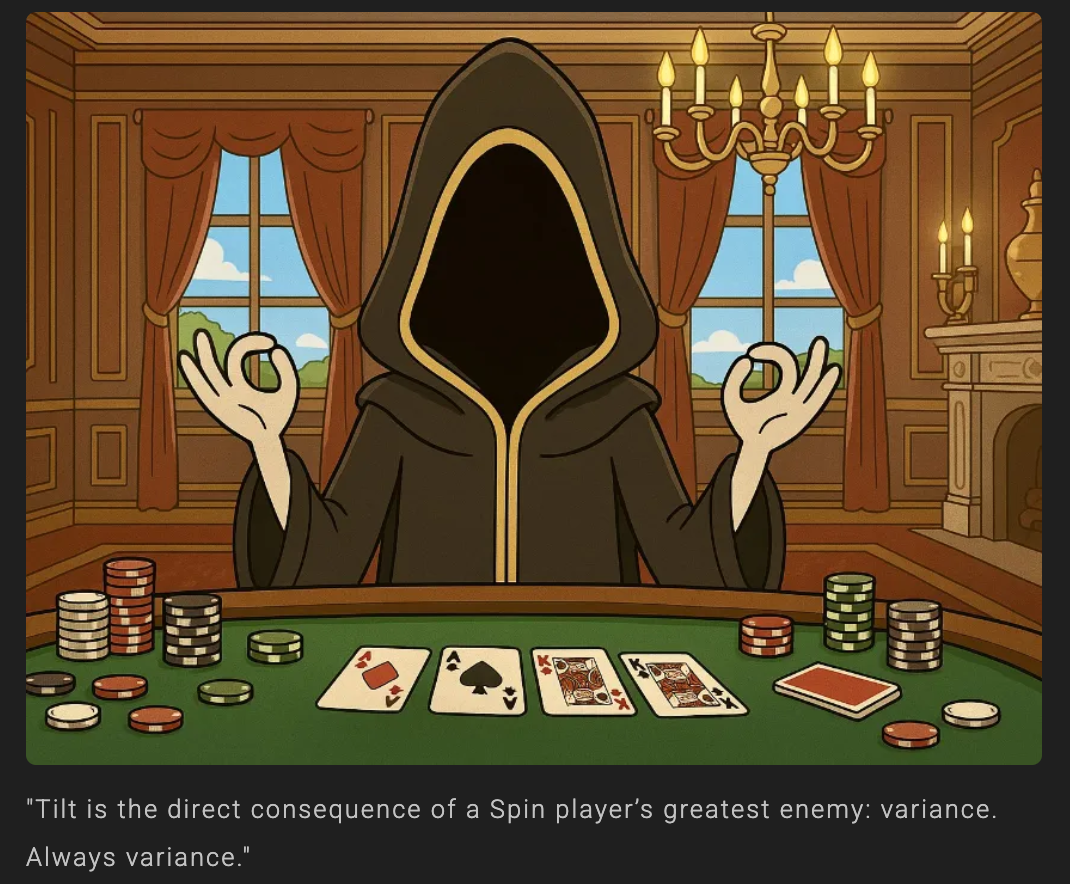 A A K K
A A K K
"Tilt is the direct consequence of a Spin player’s greatest enemy: variance.
Always variance."